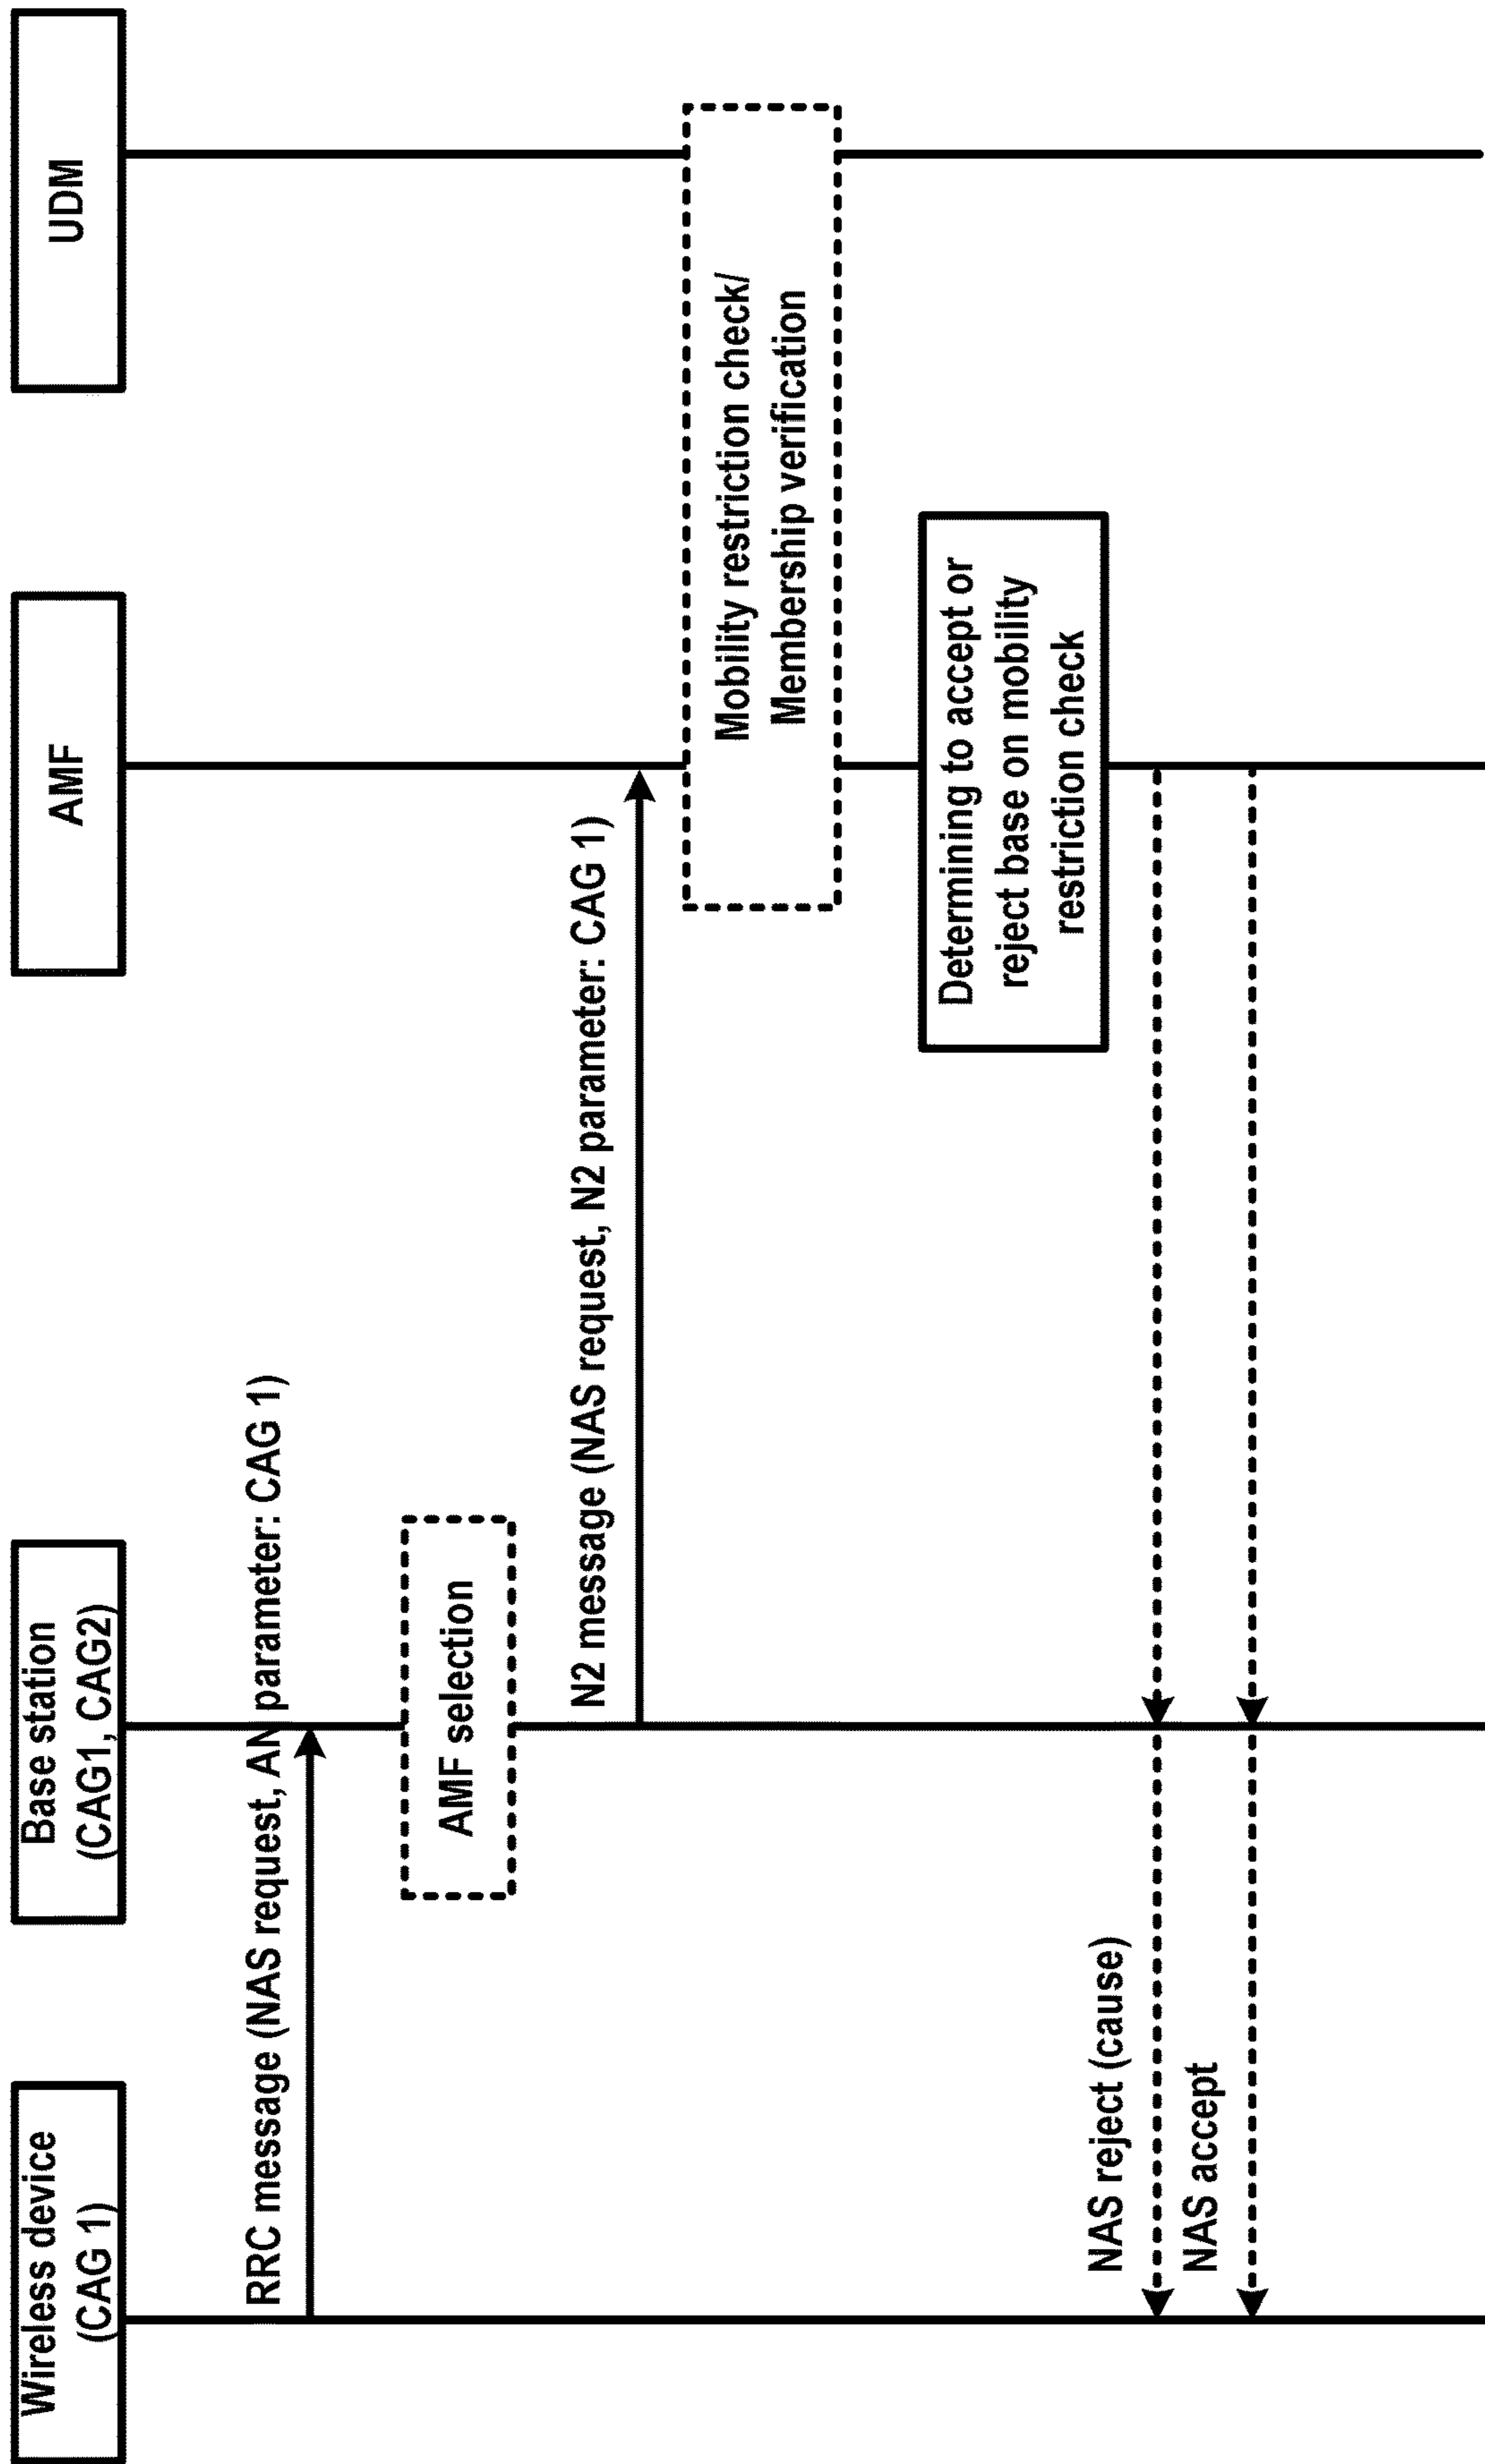 Wireless device
(CAG 1)
Base station
(CAG1, CAG2)
AMF
UDM
RRC message (NAS request, AN parameter: CAG 1)
AMF selection
N2 message (NAS request, N2 parameter: CAG 1)
Mobility restriction check/
Membership verification
Determining to accept or
reject base on mobility
restriction check
NAS reject (cause)
NAS accept